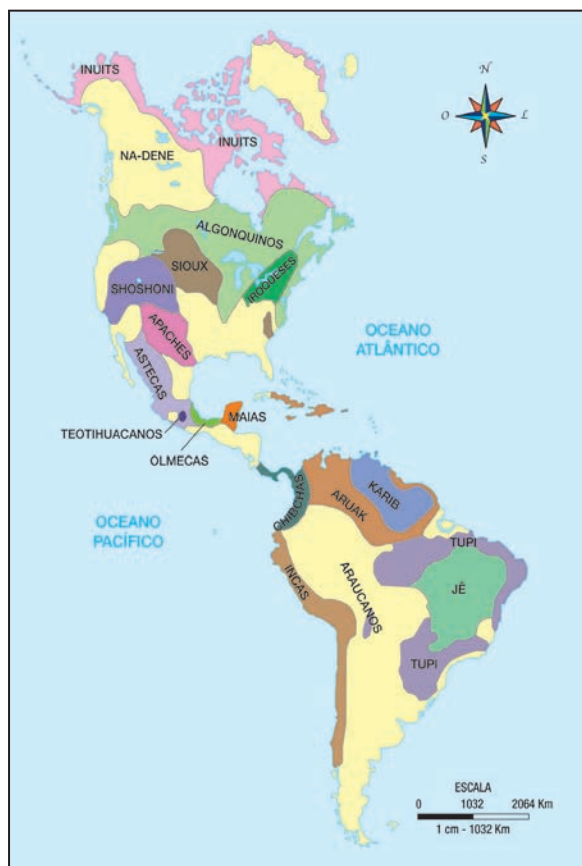 INUITS
N
O
L
S
NA-DENE
INUITS
ALGONQUINOS
SIOUX
IROQUESES
SHOSHONI
APACHES
OCEANO
ATLÂNTICO
ASTECAS
MAIAS
TEOTIHUACANOS
OLMECAS
CHIBCHAS
KARIB
ARUAK
OCEANO
PACÍFICO
TUPI
INCAS
ARAUCANOS
JÊ
TUPI
ESCALA
0 1032 2064 Km
1 cm - 1032 Km